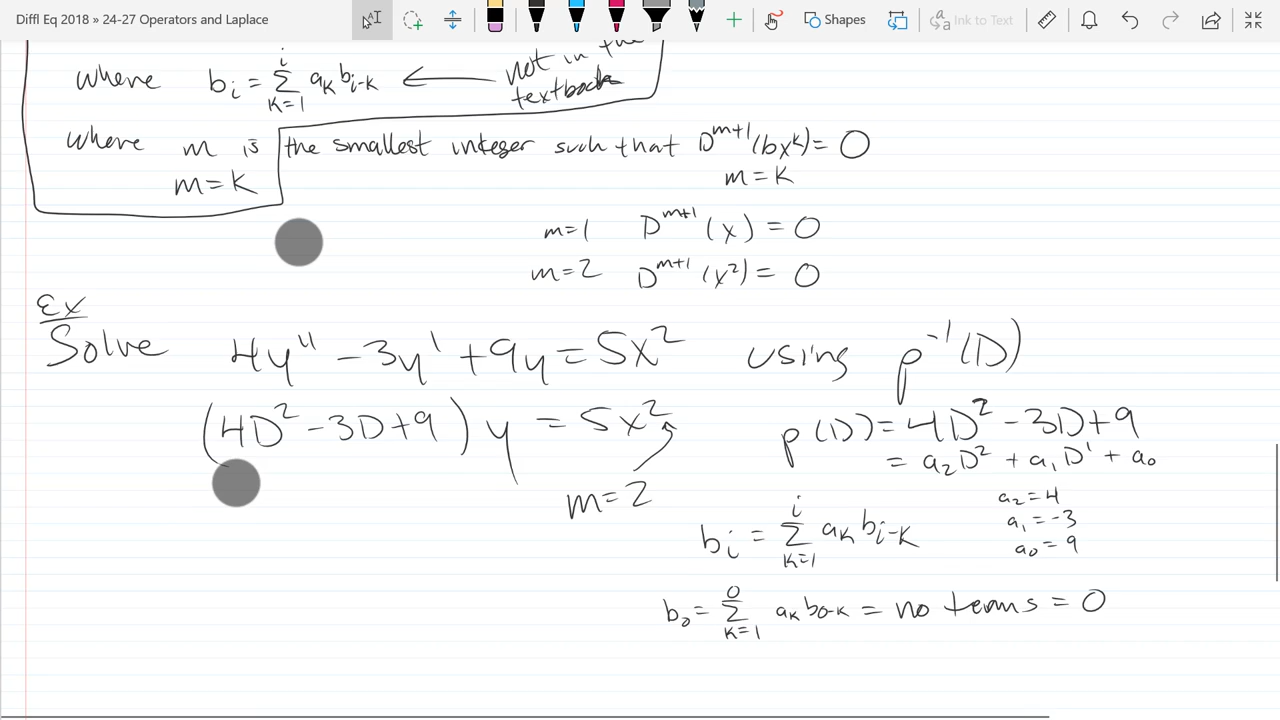 Diffl Eq 2018 » 24-27 Operators and Laplace
Shapes
Ink to Text
where b_i = Σ_{K=1}^{i} a_K b_{i-K} ← not in the textbook
where m is the smallest integer such that D^{m+1}(bx^k) = 0
m = K
m = K
m=1 D^{m+1}(x) = 0
m=2 D^{m+1}(x^2) = 0
Ex
Solve 4y'' - 3y' + 9y = 5x^2 using p^{-1}(D)
(4D^2 - 3D + 9) y = 5x^2
p(D) = 4D^2 - 3D + 9
= a_2 D^2 + a_1 D^1 + a_0
m = 2
a_2 = 4
a_1 = -3
a_0 = 9
b_i = Σ_{K=1}^{i} a_K b_{i-K}
b_0 = Σ_{K=1}^{0} a_K b_{0-K} = no terms = 0